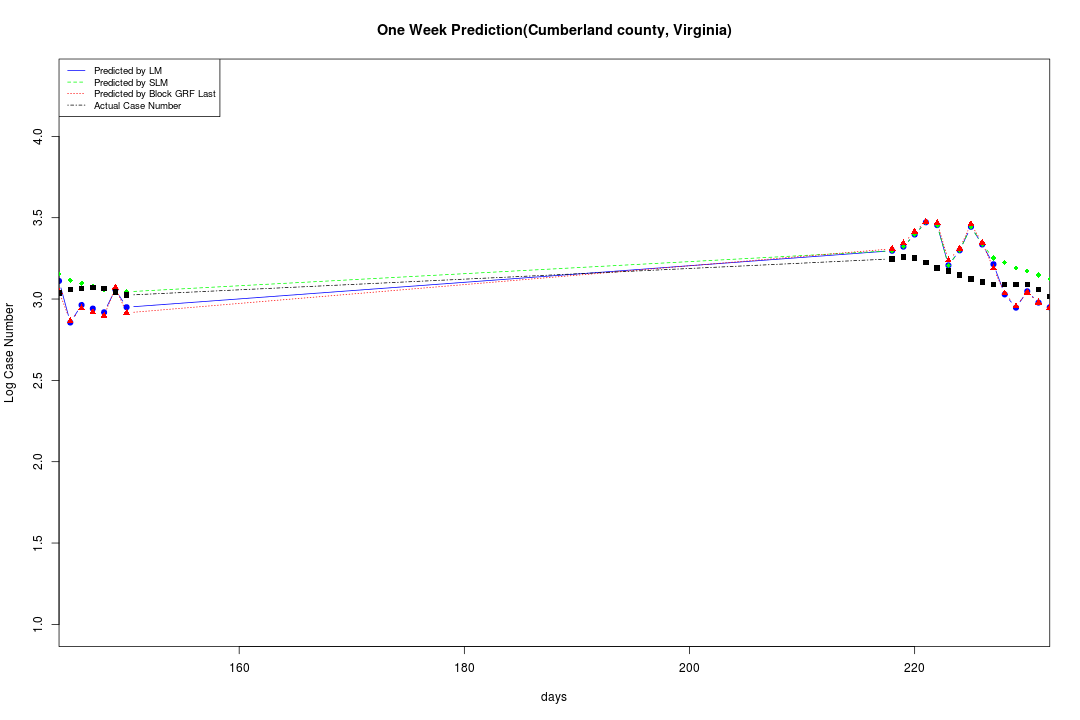 One Week Prediction(Cumberland county, Virginia)
Predicted by LM
Predicted by SLM
Predicted by Block GRF Last
Actual Case Number
Log Case Number
4.0
3.5
3.0
2.5
2.0
1.5
1.0
160 180 200 220
days